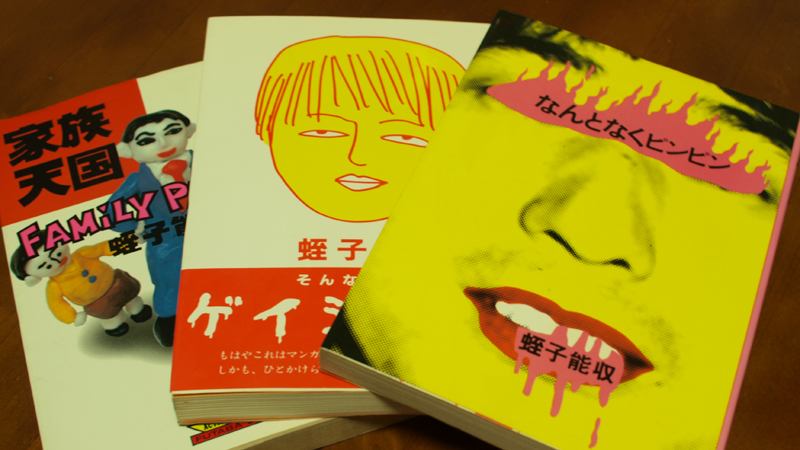 家族
天国
FAMILY P
蛭子能
蛭子
そんな
ゲイ
もはやこれはマンガ
しかも、ひとかけら
なんとなくビンビン
蛭子能収